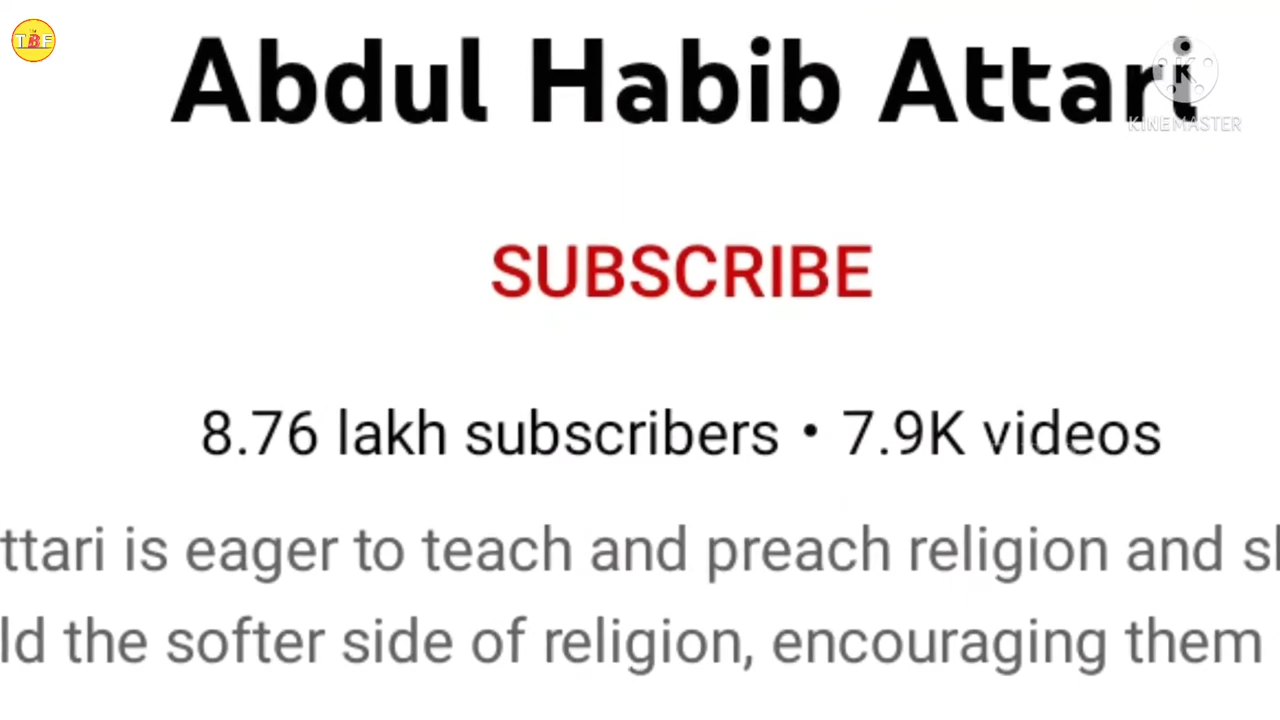 TBF
Abdul Habib Attari
KINEMASTER
SUBSCRIBE
8.76 lakh subscribers • 7.9K videos
ttari is eager to teach and preach religion and
ld the softer side of religion, encouraging them